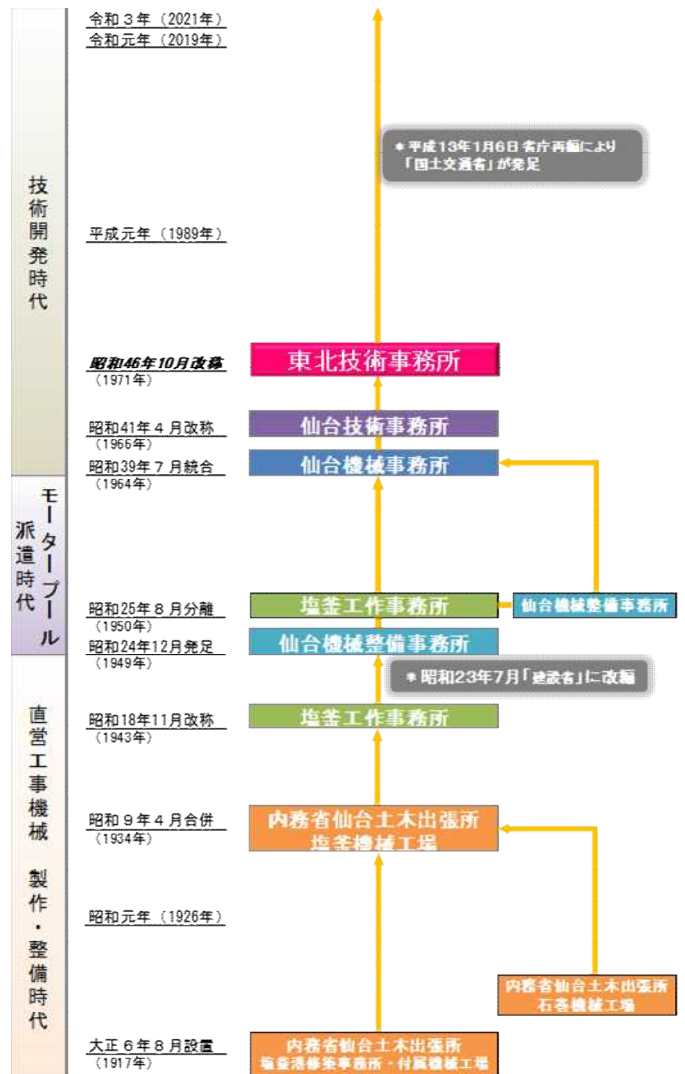 令和３年（2021年）
令和元年（2019年）
＊平成13年1月6日省庁再編により
「国土交通省」が発足
技術開発時代
平成元年（1989年）
昭和46年10月改称
（1971年）
東北技術事務所
昭和41年４月改称
（1966年）
仙台技術事務所
昭和39年７月統合
（1964年）
仙台機械事務所
モータープール
派遣時代
昭和25年８月分離
（1950年）
塩釜工作事務所
仙台機械整備事務所
昭和24年12月発足
（1949年）
仙台機械整備事務所
＊昭和23年7月「建設省」に改編
直営工事機械 製作・整備時代
昭和18年11月改称
（1943年）
塩釜工作事務所
昭和９年４月合併
（1934年）
内務省仙台土木出張所
塩釜機械工場
昭和元年（1926年）
内務省仙台土木出張所
石巻機械工場
大正６年８月設置
（1917年）
内務省仙台土木出張所
塩釜港修築事務所・付属機械工場